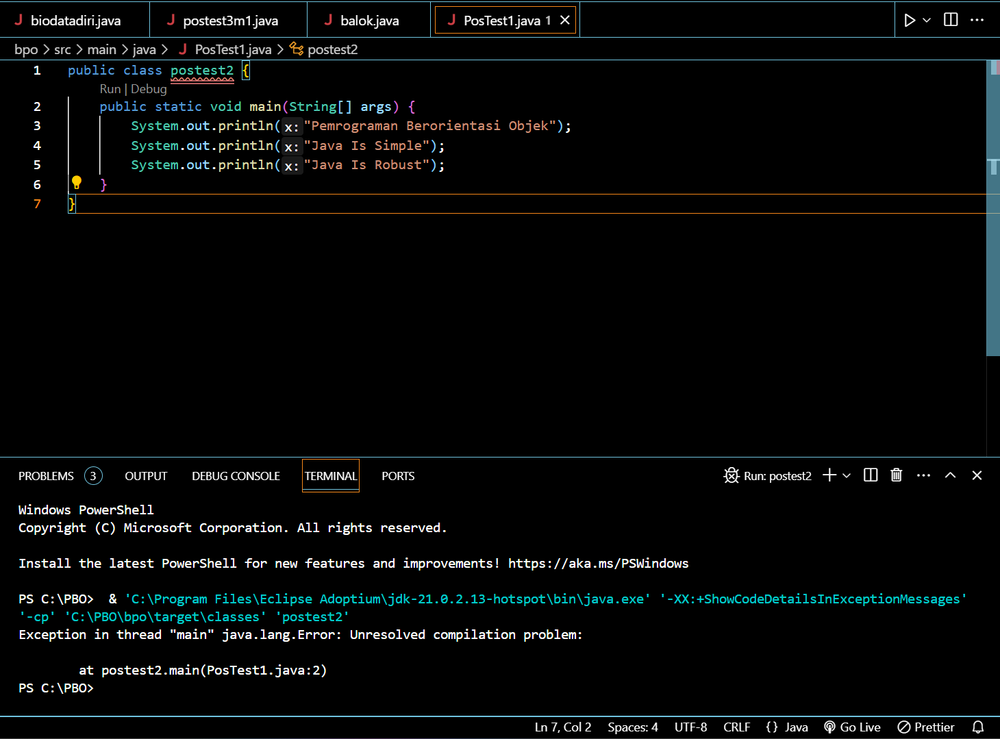 biodatadiri.java postest3m1.java balok.java PosTest1.java 1
bpo > src > main > java > PosTest1.java > postest2
1 public class postest2 {
Run | Debug
2 public static void main(String[] args) {
3 System.out.println(x:"Pemrograman Berorientasi Objek");
4 System.out.println(x:"Java Is Simple");
5 System.out.println(x:"Java Is Robust");
6 }
7 }
PROBLEMS 3 OUTPUT DEBUG CONSOLE TERMINAL PORTS Run: postest2
Windows PowerShell
Copyright (C) Microsoft Corporation. All rights reserved.
Install the latest PowerShell for new features and improvements! https://aka.ms/PSWindows
PS C:\PBO>  & 'C:\Program Files\Eclipse Adoptium\jdk-21.0.2.13-hotspot\bin\java.exe' '-XX:+ShowCodeDetailsInExceptionMessages'
'-cp' 'C:\PBO\bpo\target\classes' 'postest2'
Exception in thread "main" java.lang.Error: Unresolved compilation problem:
at postest2.main(PosTest1.java:2)
PS C:\PBO>
Ln 7, Col 2 Spaces: 4 UTF-8 CRLF {} Java Go Live Prettier